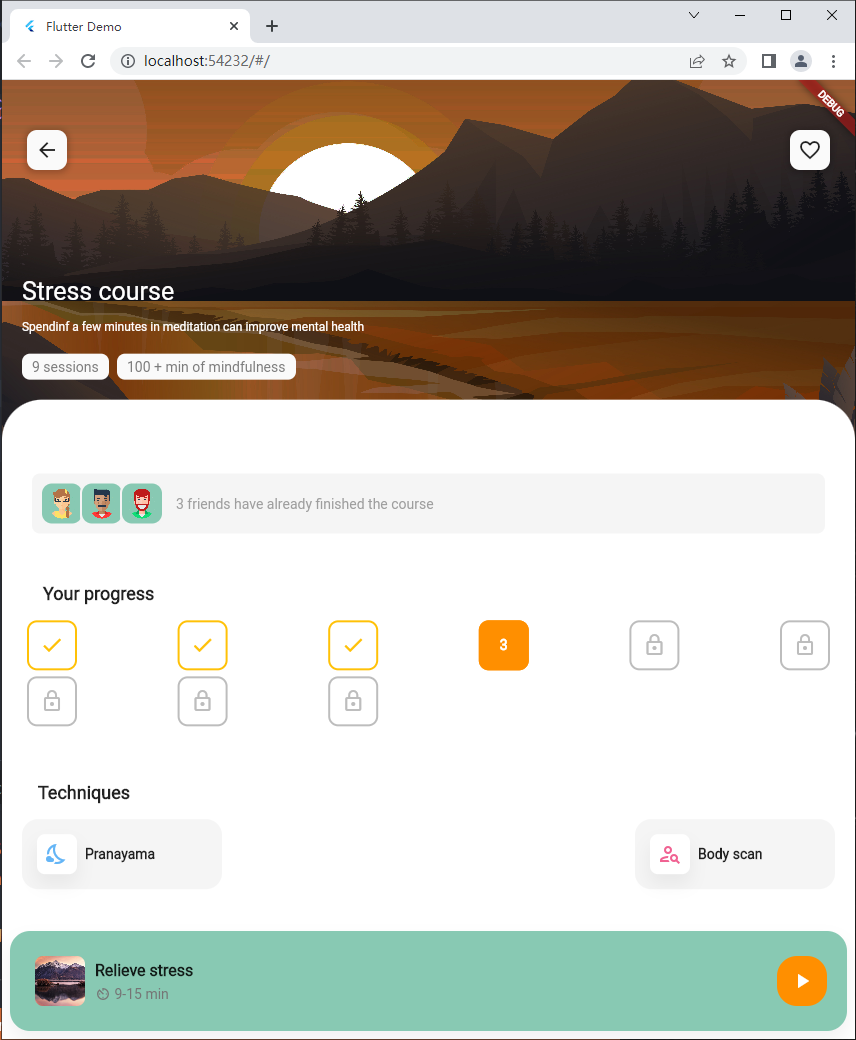 Flutter Demo
localhost:54232/#/
DEBUG
Stress course
Spendinf a few minutes in meditation can improve mental health
9 sessions
100 + min of mindfulness
3 friends have already finished the course
Your progress
3
Techniques
Pranayama
Body scan
Relieve stress
9-15 min